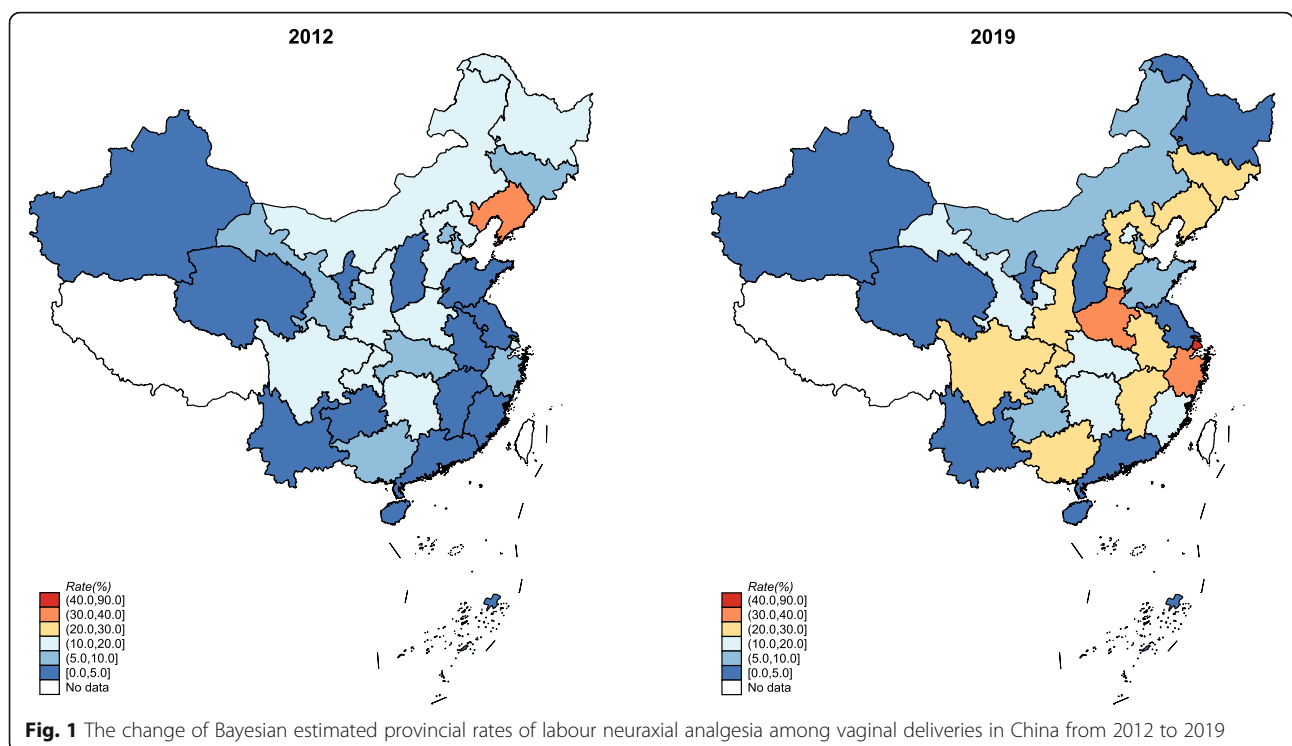 2012
2019
Rate(%)
(40.0,90.0]
(30.0,40.0]
(20.0,30.0]
(10.0,20.0]
(5.0,10.0]
[0.0,5.0]
No data
Rate(%)
(40.0,90.0]
(30.0,40.0]
(20.0,30.0]
(10.0,20.0]
(5.0,10.0]
[0.0,5.0]
No data
Fig. 1 The change of Bayesian estimated provincial rates of labour neuraxial analgesia among vaginal deliveries in China from 2012 to 2019